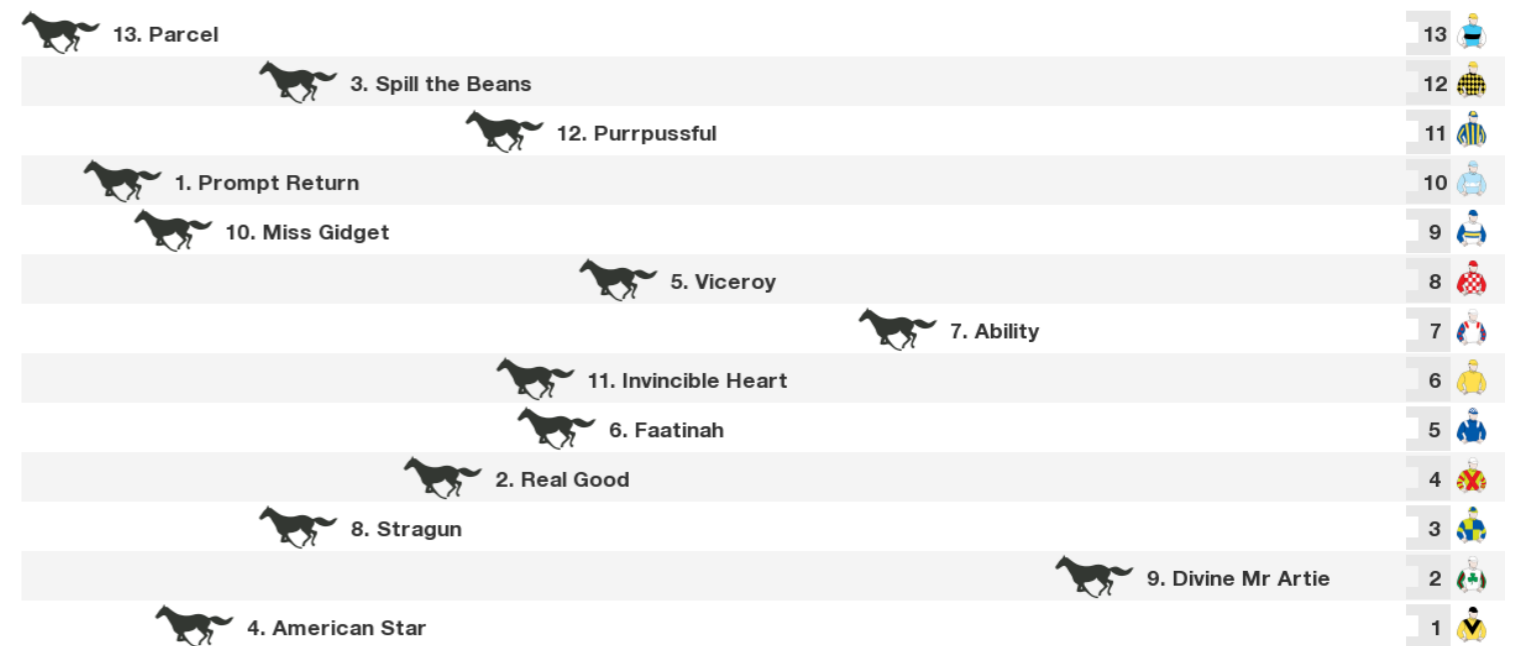 13. Parcel 13
3. Spill the Beans 12
12. Purrpussful 11
1. Prompt Return 10
10. Miss Gidget 9
5. Viceroy 8
7. Ability 7
11. Invincible Heart 6
6. Faatinah 5
2. Real Good 4
8. Stragun 3
9. Divine Mr Artie 2
4. American Star 1